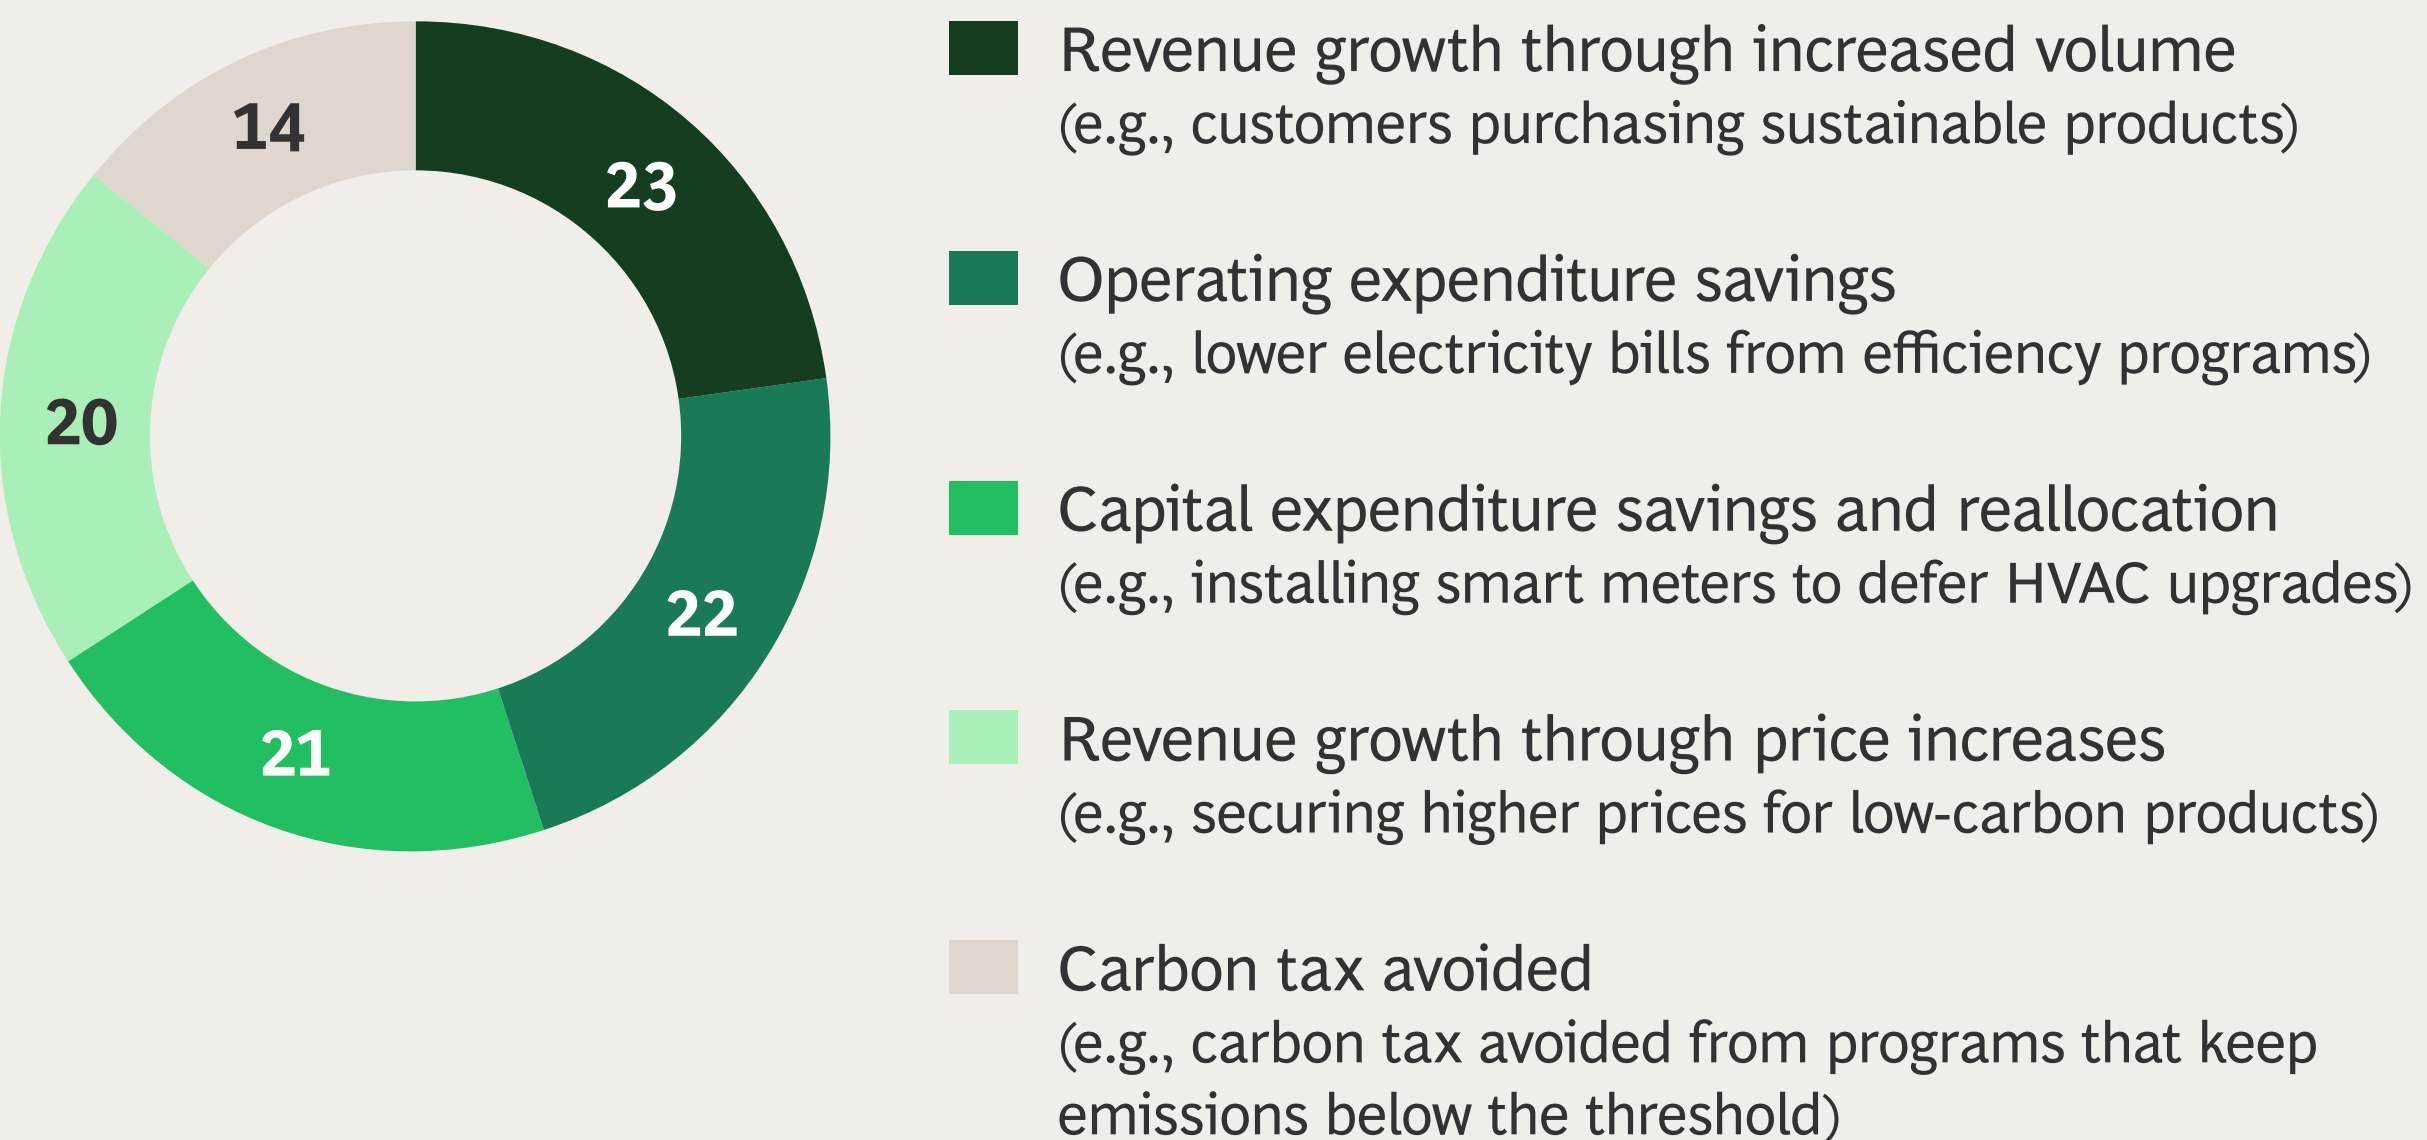 14
23
20
22
21
Revenue growth through increased volume
(e.g., customers purchasing sustainable products)
Operating expenditure savings
(e.g., lower electricity bills from efficiency programs)
Capital expenditure savings and reallocation
(e.g., installing smart meters to defer HVAC upgrades)
Revenue growth through price increases
(e.g., securing higher prices for low-carbon products)
Carbon tax avoided
(e.g., carbon tax avoided from programs that keep
emissions below the threshold)